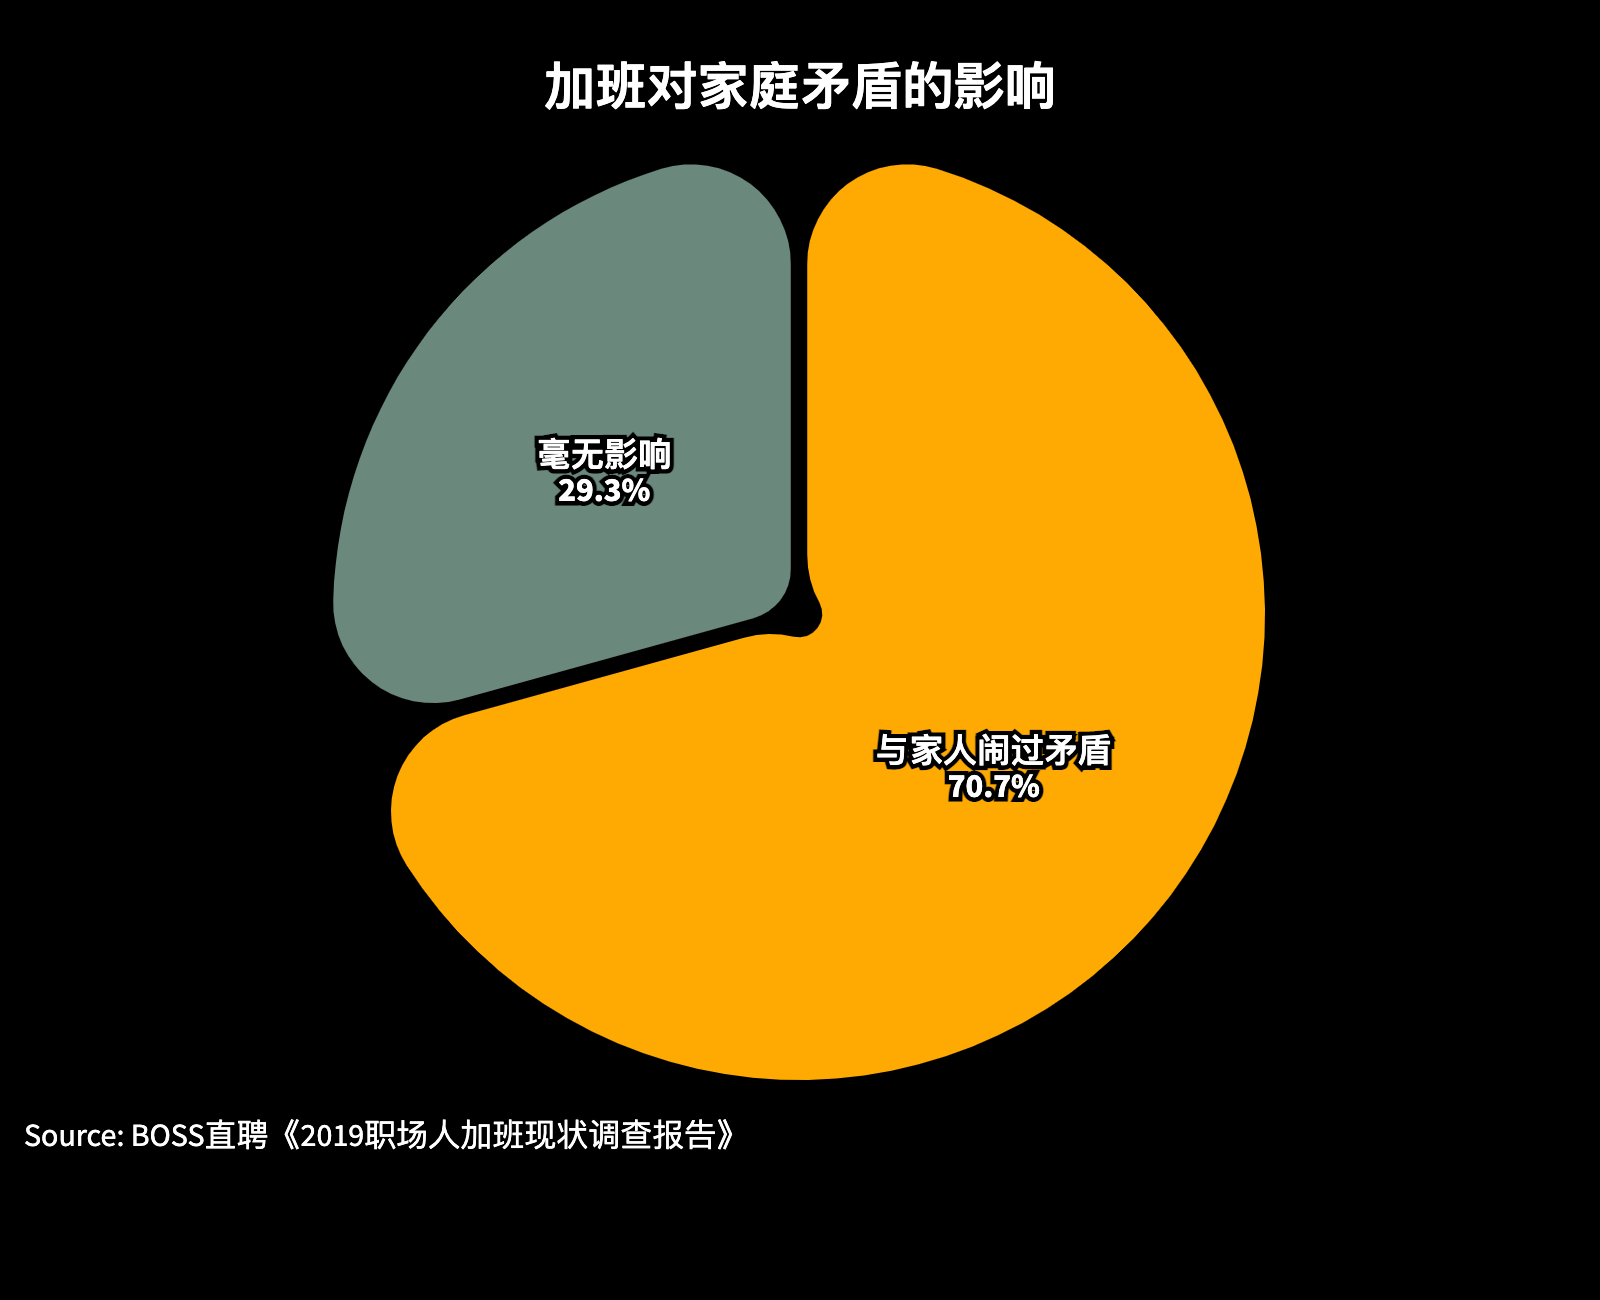 加班对家庭矛盾的影响
毫无影响
29.3%
与家人闹过矛盾
70.7%
Source: BOSS直聘《2019职场人加班现状调查报告》